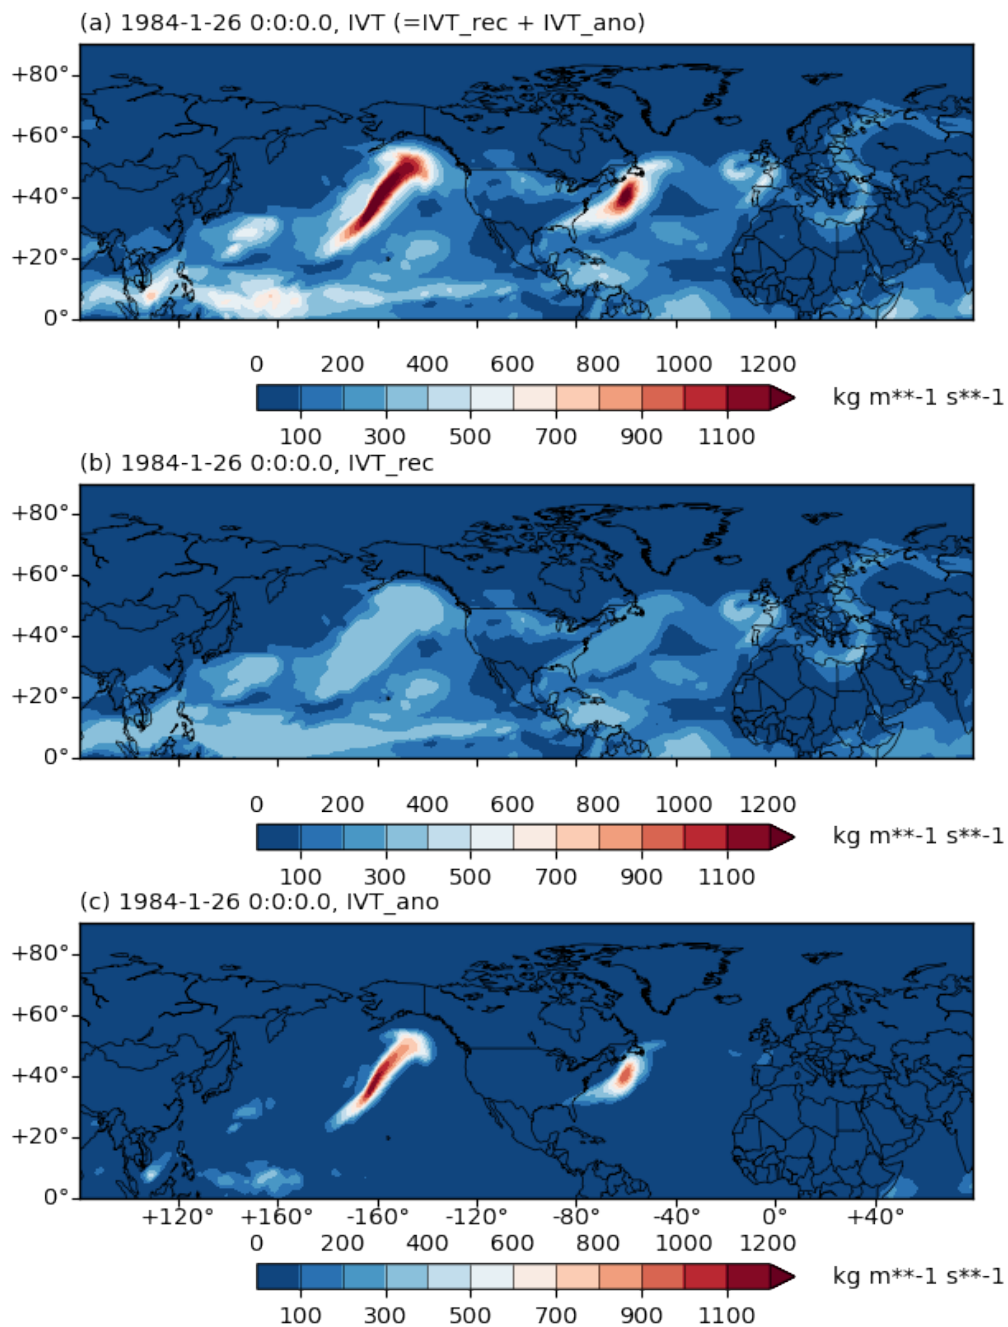 (a) 1984-1-26 0:0:0.0, IVT (=IVT_rec + IVT_ano)
+80°
+60°
+40°
+20°
0°
0 200 400 600 800 1000 1200
kg m**-1 s**-1
100 300 500 700 900 1100
(b) 1984-1-26 0:0:0.0, IVT_rec
+80°
+60°
+40°
+20°
0°
0 200 400 600 800 1000 1200
kg m**-1 s**-1
100 300 500 700 900 1100
(c) 1984-1-26 0:0:0.0, IVT_ano
+80°
+60°
+40°
+20°
0°
+120° +160° -160° -120° -80° -40° 0° +40°
0 200 400 600 800 1000 1200
kg m**-1 s**-1
100 300 500 700 900 1100